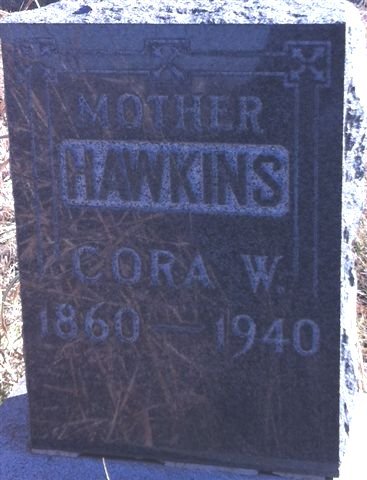 MOTHER
HAWKINS
CORA W.
1860 — 1940